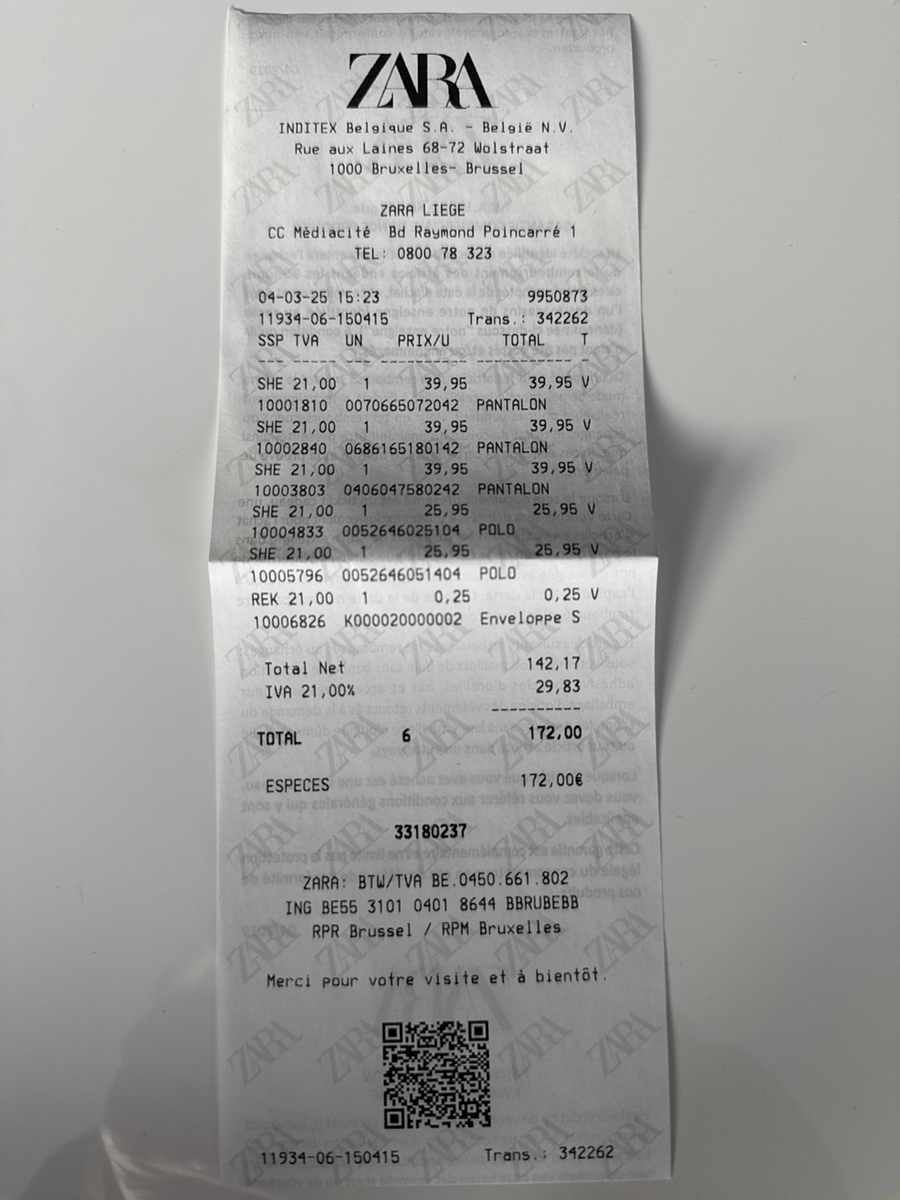 ZARA
INDITEX Belgique S.A. - België N.V.
Rue aux Laines 68-72 Wolstraat
1000 Bruxelles- Brussel
ZARA LIEGE
CC Médiacité Bd Raymond Poincarré 1
TEL: 0800 78 323
04-03-25 15:23 9950873
11934-06-150415 Trans.: 342262
SSP TVA UN PRIX/U TOTAL T
--- ----- --- ---------- ----------- -
SHE 21,00 1 39,95 39,95 V
10001810 0070665072042 PANTALON
SHE 21,00 1 39,95 39,95 V
10002840 0686165180142 PANTALON
SHE 21,00 1 39,95 39,95 V
10003803 0406047580242 PANTALON
SHE 21,00 1 25,95 25,95 V
10004833 0052646025104 POLO
SHE 21,00 1 25,95 25,95 V
10005796 0052646051404 POLO
REK 21,00 1 0,25 0,25 V
10006826 K000020000002 Enveloppe S
Total Net 142,17
IVA 21,00% 29,83
----------
TOTAL 6 172,00
ESPECES 172,00€
33180237
ZARA: BTW/TVA BE.0450.661.802
ING BE55 3101 0401 8644 BBRUBEBB
RPR Brussel / RPM Bruxelles
Merci pour votre visite et à bientôt.
11934-06-150415 Trans.: 342262